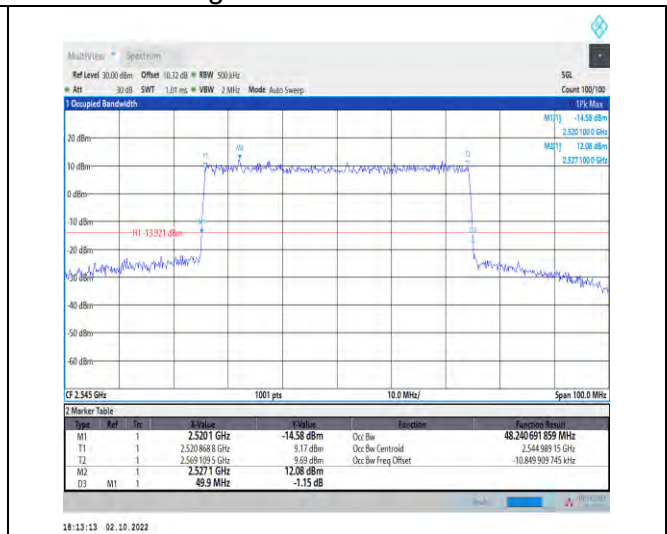 MultiView Spectrum
Ref Level 30.00 dBm Offset 10.32 dB RBW 500 kHz SGL
Att 30 dB SWT 1.01 ms VBW 2 MHz Mode Auto Sweep Count 100/100
1 Occupied Bandwidth 1Pk Max
M1[1] -14.58 dBm
2.520 100 0 GHz
M2[1] 12.08 dBm
2.527 100 0 GHz
20 dBm
T1 M2 T2
10 dBm
0 dBm
-10 dBm
M1
H1 -13.921 dBm
D3
-20 dBm
-30 dBm
-40 dBm
-50 dBm
-60 dBm
CF 2.545 GHz 1001 pts 10.0 MHz/ Span 100.0 MHz
2 Marker Table
Type Ref Trc X-Value Y-Value Function Function Result
M1 1 2.5201 GHz -14.58 dBm Occ Bw 48.240 691 859 MHz
T1 1 2.520 868 8 GHz 9.17 dBm Occ Bw Centroid 2.544 989 15 GHz
T2 1 2.569 109 5 GHz 9.69 dBm Occ Bw Freq Offset -10.849 909 745 kHz
M2 1 2.5271 GHz 12.08 dBm
D3 M1 1 49.9 MHz -1.15 dB
18:13:13 02.10.2022